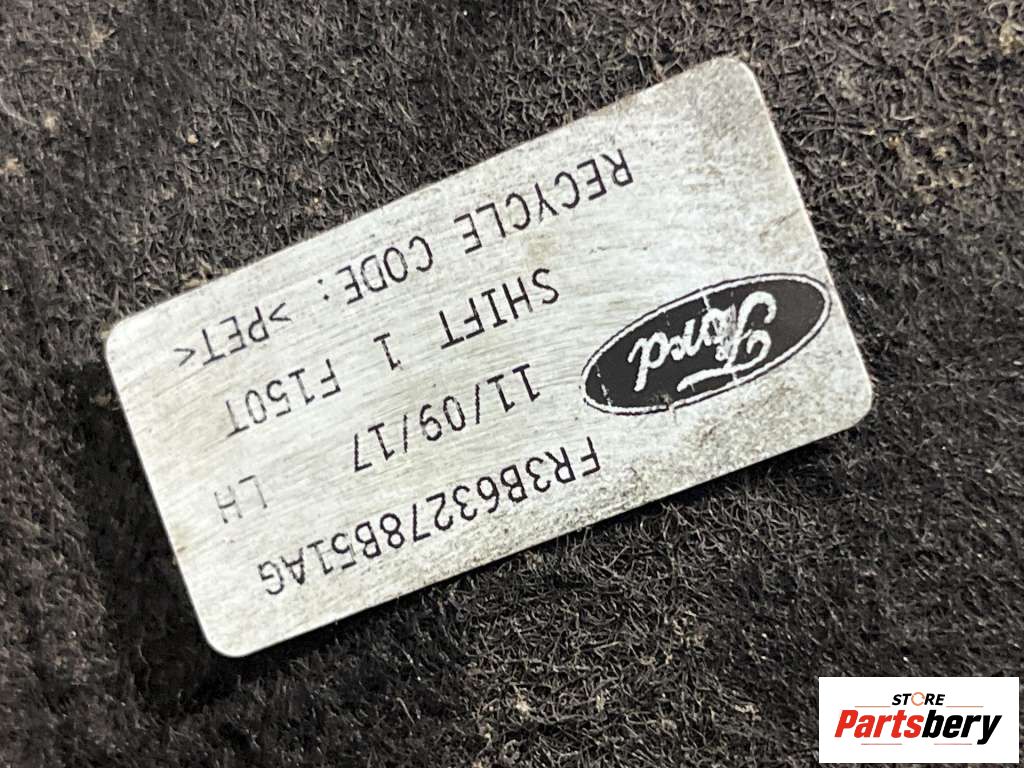 FR3B63278B51AG
11/09/17 LH
SHIFT 1 F150T
RECYCLE CODE: >PET<
Ford
STORE
Partsbery